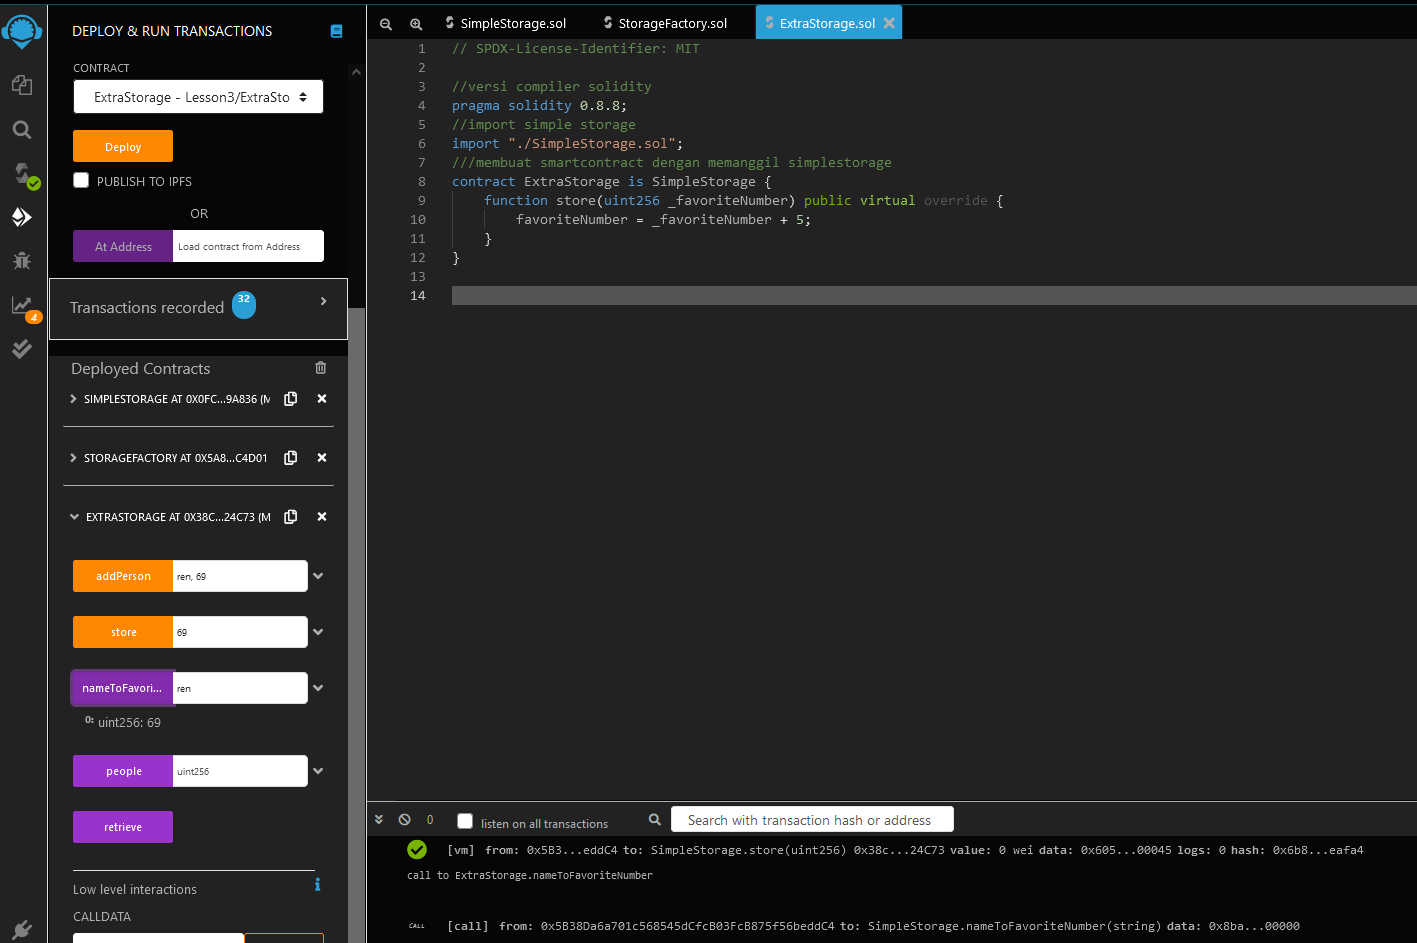 DEPLOY & RUN TRANSACTIONS
CONTRACT
ExtraStorage - Lesson3/ExtraSto
Deploy
PUBLISH TO IPFS
OR
At Address
Load contract from Address
Transactions recorded 32
4
Deployed Contracts
SIMPLESTORAGE AT 0X0FC...9A836 (M
STORAGEFACTORY AT 0X5A8...C4D01
EXTRASTORAGE AT 0X38C...24C73 (M
addPerson
ren, 69
store
69
nameToFavori...
ren
0: uint256: 69
people
uint256
retrieve
Low level interactions
i
CALLDATA
SimpleStorage.sol
StorageFactory.sol
ExtraStorage.sol
1 // SPDX-License-Identifier: MIT
2
3 //versi compiler solidity
4 pragma solidity 0.8.8;
5 //import simple storage
6 import "./SimpleStorage.sol";
7 ///membuat smartcontract dengan memanggil simplestorage
8 contract ExtraStorage is SimpleStorage {
9 function store(uint256 _favoriteNumber) public virtual override {
10 favoriteNumber = _favoriteNumber + 5;
11 }
12 }
13
14
0
listen on all transactions
Search with transaction hash or address
[vm] from: 0x5B3...eddC4 to: SimpleStorage.store(uint256) 0x38c...24C73 value: 0 wei data: 0x605...00045 logs: 0 hash: 0x6b8...eafa4
call to ExtraStorage.nameToFavoriteNumber
CALL [call] from: 0x5B38Da6a701c568545dCfcB03FcB875f56beddC4 to: SimpleStorage.nameToFavoriteNumber(string) data: 0x8ba...00000